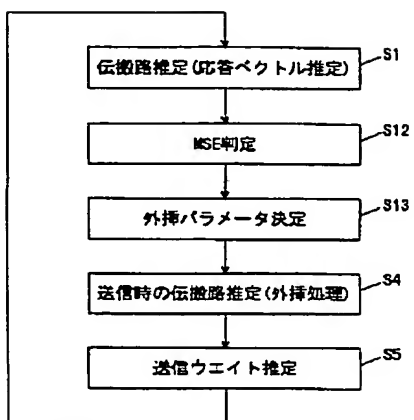 伝搬路推定(応答ベクトル推定)
S1
MSE判定
S12
外挿パラメータ決定
S13
送信時の伝搬路推定(外挿処理)
S4
送信ウエイト推定
S5